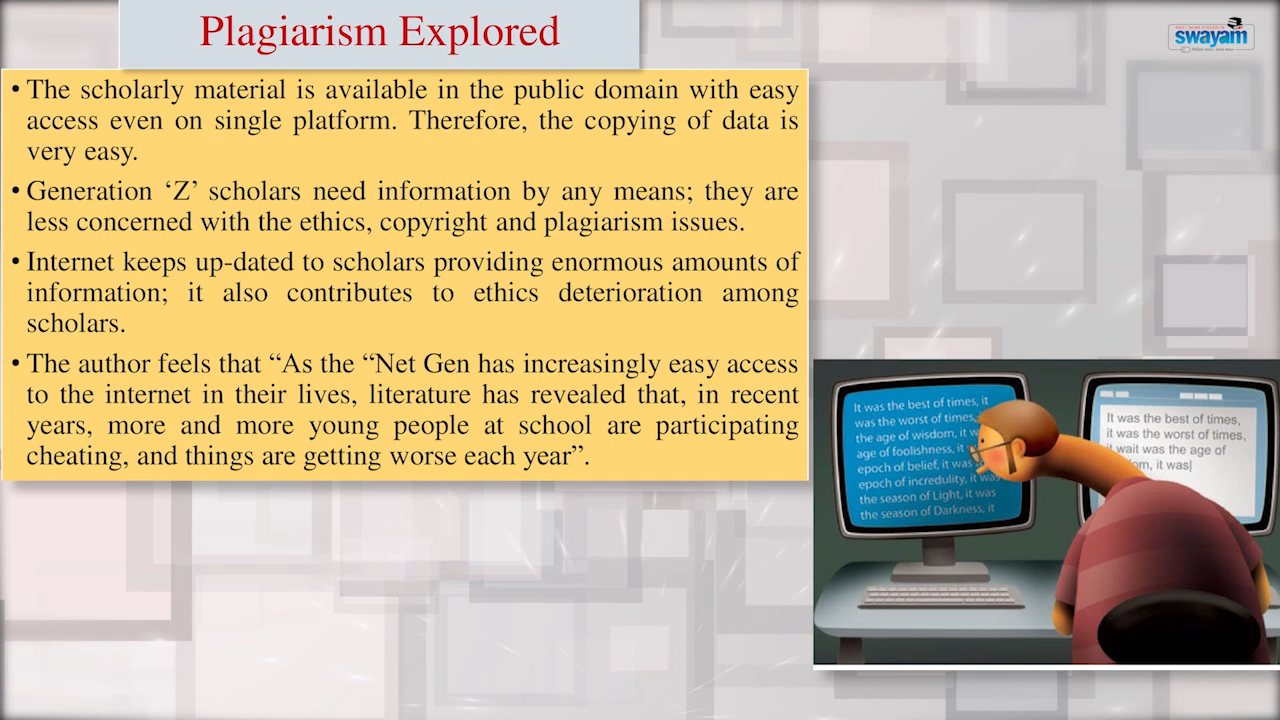 Plagiarism Explored
swayam
• The scholarly material is available in the public domain with easy
access even on single platform. Therefore, the copying of data is
very easy.
• Generation ‘Z’ scholars need information by any means; they are
less concerned with the ethics, copyright and plagiarism issues.
• Internet keeps up-dated to scholars providing enormous amounts of
information; it also contributes to ethics deterioration among
scholars.
• The author feels that “As the “Net Gen has increasingly easy access
to the internet in their lives, literature has revealed that, in recent
years, more and more young people at school are participating
cheating, and things are getting worse each year”.
It was the best of times, it
was the worst of times,
the age of wisdom, it w
age of foolishness, it
epoch of belief, it was
epoch of incredulity, it was
the season of Light, it was
the season of Darkness, it
It was the best of times,
it was the worst of times,
it wait was the age of
om, it was|